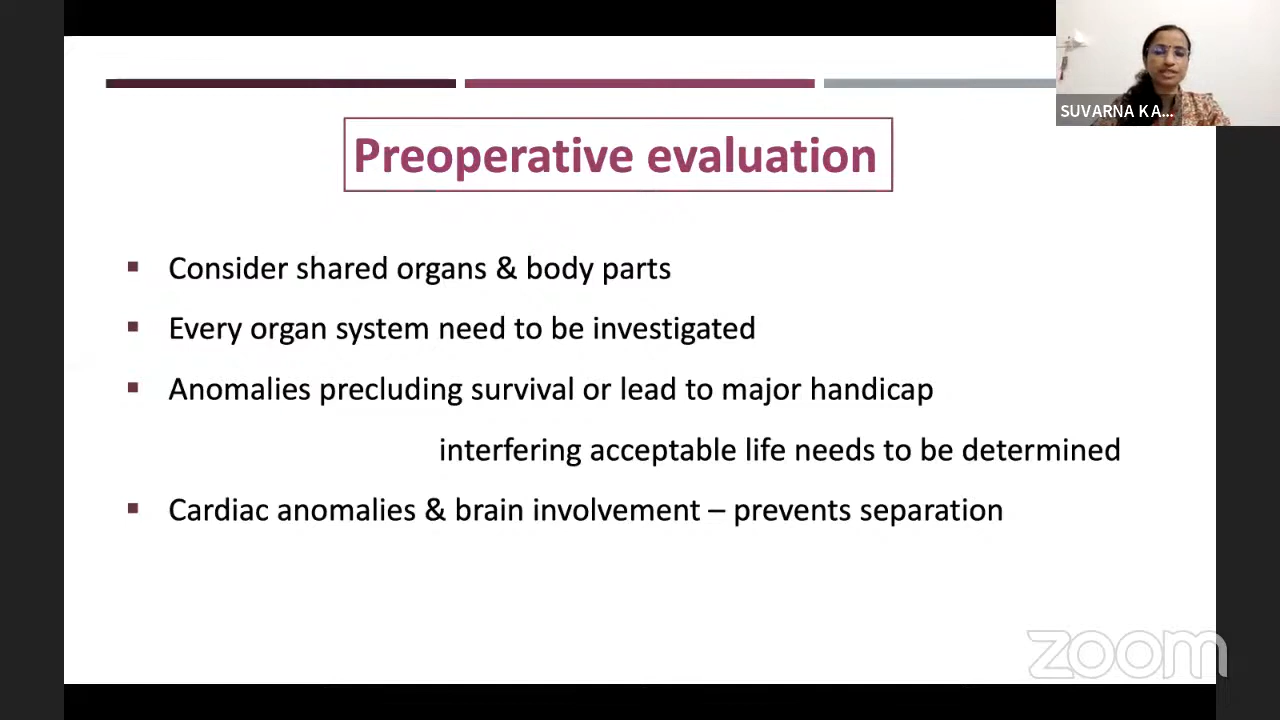 SUVARNA K A...
Preoperative evaluation
▪ Consider shared organs & body parts
▪ Every organ system need to be investigated
▪ Anomalies precluding survival or lead to major handicap
interfering acceptable life needs to be determined
▪ Cardiac anomalies & brain involvement – prevents separation
zoom